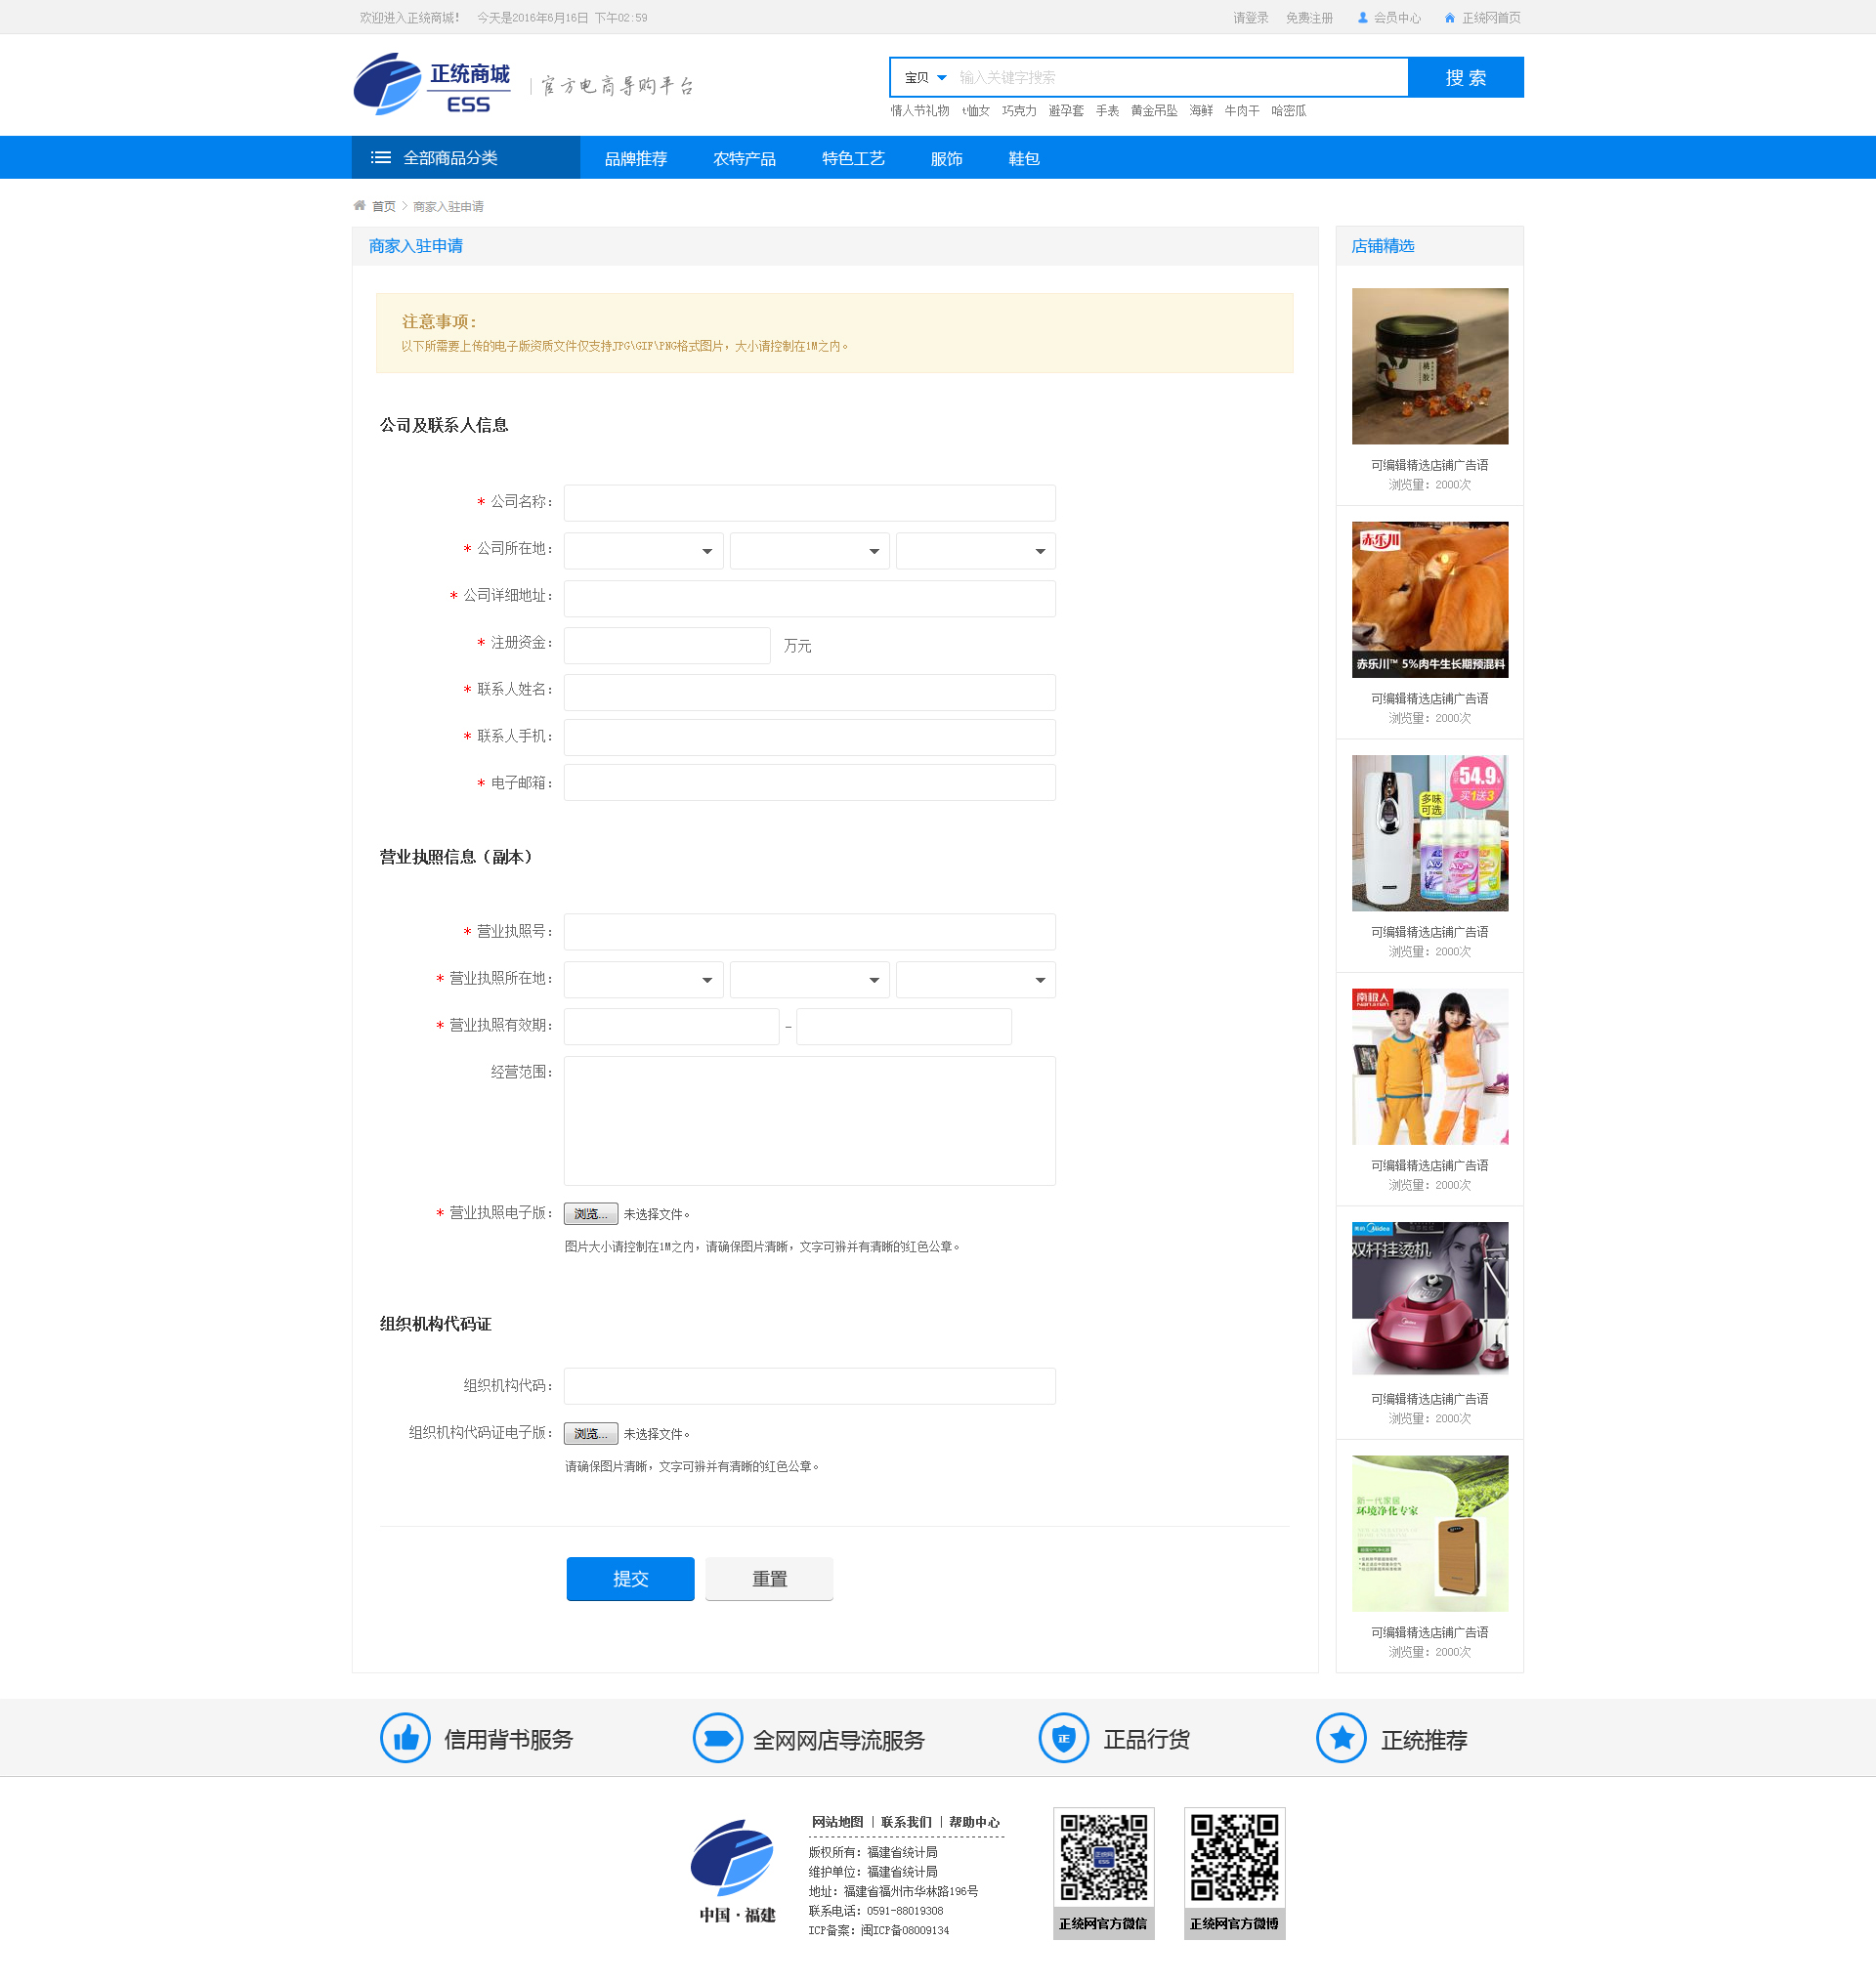 欢迎进入正统商城！ 今天是2016年6月16日 下午02:59
请登录 免费注册 会员中心 正统网首页
正统商城
ESS
官方电商导购平台
宝贝 输入关键字搜索 搜索
情人节礼物 t恤女 巧克力 避孕套 手表 黄金吊坠 海鲜 牛肉干 哈密瓜
全部商品分类 品牌推荐 农特产品 特色工艺 服饰 鞋包
首页 > 商家入驻申请
商家入驻申请
注意事项：
以下所需要上传的电子版资质文件仅支持JPG\GIF\PNG格式图片，大小请控制在1M之内。
公司及联系人信息
* 公司名称：
* 公司所在地：
* 公司详细地址：
* 注册资金： 万元
* 联系人姓名：
* 联系人手机：
* 电子邮箱：
营业执照信息（副本）
* 营业执照号：
* 营业执照所在地：
* 营业执照有效期： -
经营范围：
* 营业执照电子版： 浏览... 未选择文件。
图片大小请控制在1M之内，请确保图片清晰，文字可辨并有清晰的红色公章。
组织机构代码证
组织机构代码：
组织机构代码证电子版： 浏览... 未选择文件。
请确保图片清晰，文字可辨并有清晰的红色公章。
提交 重置
店铺精选
桃胶
可编辑精选店铺广告语
浏览量：2000次
赤乐川
赤乐川™ 5%肉牛生长期预混料
可编辑精选店铺广告语
浏览量：2000次
54.9
买1送3
多味
可选
可编辑精选店铺广告语
浏览量：2000次
南极人
可编辑精选店铺广告语
浏览量：2000次
Midea
双杆挂烫机
可编辑精选店铺广告语
浏览量：2000次
新一代家居
环境净化专家
可编辑精选店铺广告语
浏览量：2000次
信用背书服务 全网网店导流服务 正 正品行货 正统推荐
中国·福建
网站地图 | 联系我们 | 帮助中心
版权所有：福建省统计局
维护单位：福建省统计局
地址：福建省福州市华林路196号
联系电话：0591-88019308
ICP备案：闽ICP备08009134
正统网
ESS
正统网官方微信
正统网官方微博